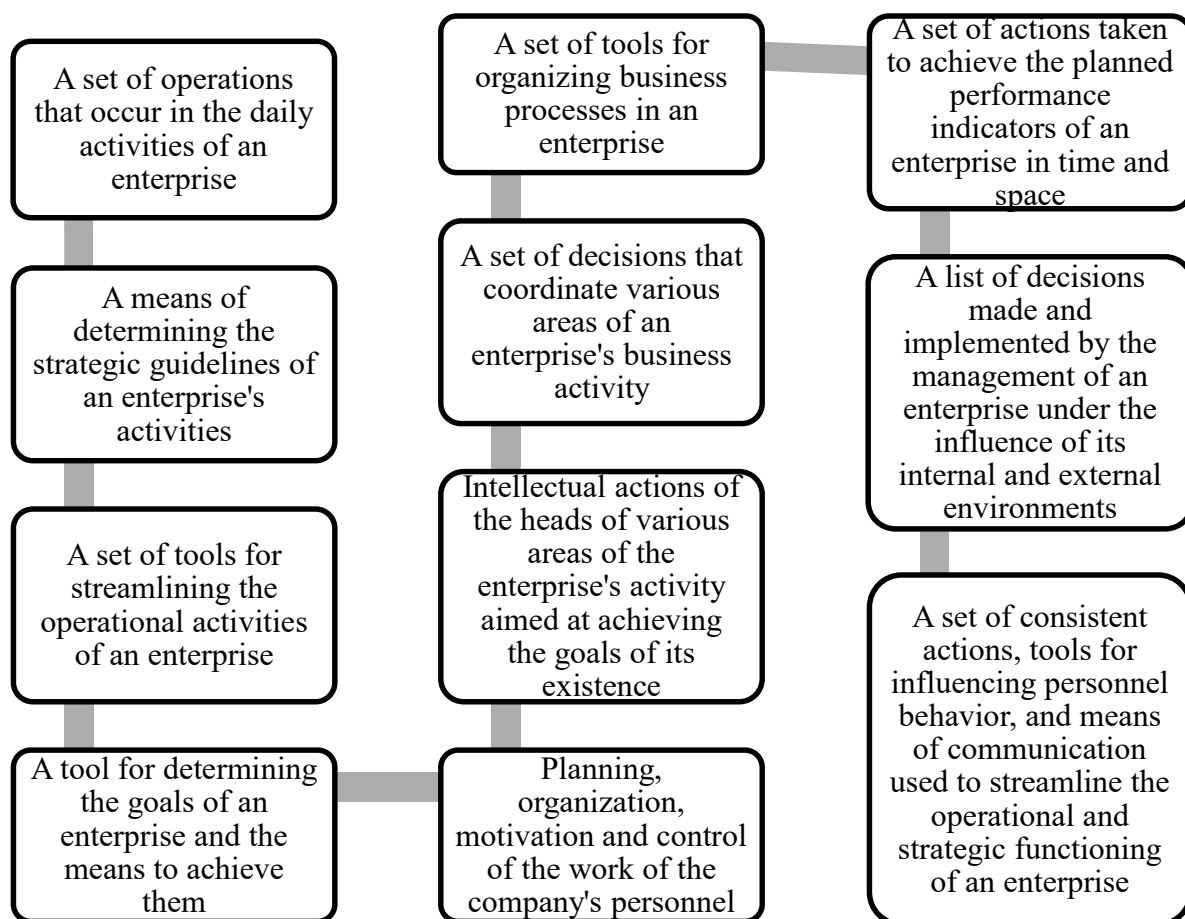 A set of operations
that occur in the daily
activities of an
enterprise
A means of
determining the
strategic guidelines of
an enterprise's
activities
A set of tools for
streamlining the
operational activities
of an enterprise
A tool for determining
the goals of an
enterprise and the
means to achieve
them
Planning,
organization,
motivation and control
of the work of the
company's personnel
Intellectual actions of
the heads of various
areas of the
enterprise's activity
aimed at achieving
the goals of its
existence
A set of decisions that
coordinate various
areas of an
enterprise's business
activity
A set of tools for
organizing business
processes in an
enterprise
A set of actions taken
to achieve the planned
performance
indicators of an
enterprise in time and
space
A list of decisions
made and
implemented by the
management of an
enterprise under the
influence of its
internal and external
environments
A set of consistent
actions, tools for
influencing personnel
behavior, and means
of communication
used to streamline the
operational and
strategic functioning
of an enterprise